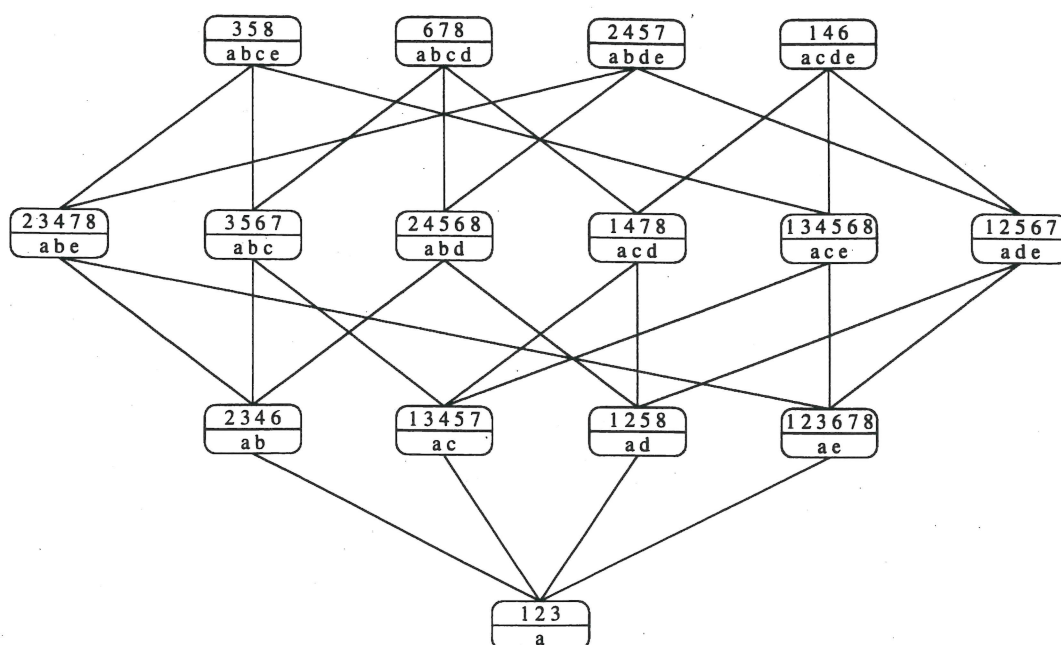 358
abce
678
abcd
2457
abde
146
acde
23478
abe
3567
abc
24568
abd
1478
acd
134568
ace
12567
ade
2346
ab
13457
ac
1258
ad
123678
ae
123
a